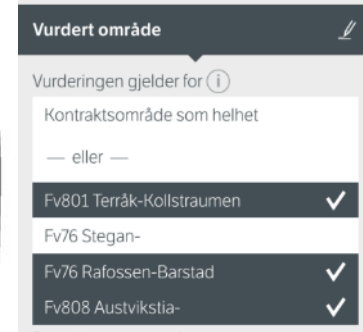 Vurdert område
Vurderingen gjelder for i
Kontraktsområde som helhet
— eller —
Fv801 Terråk-Kollstraumen
Fv76 Stegan-
Fv76 Rafossen-Barstad
Fv808 Austvikstia-